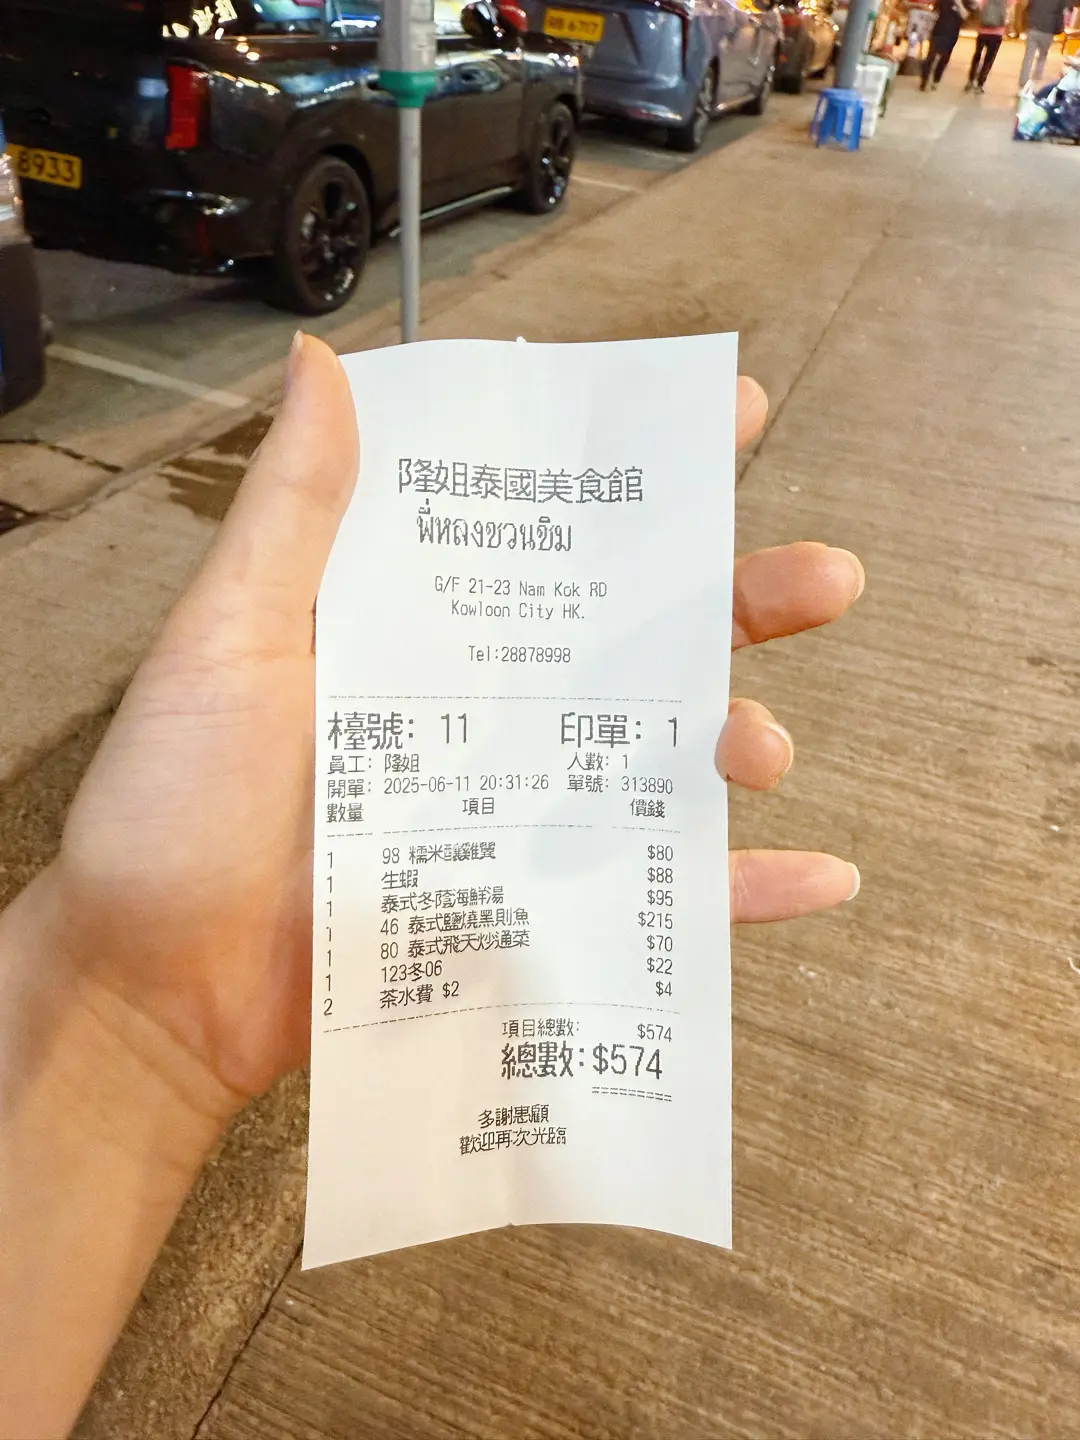 8933
隆姐泰國美食館
พี่หลงชวนชิม
G/F 21-23 Nam Kok RD
Kowloon City HK.
Tel:28878998
檯號: 11 印單: 1
員工: 隆姐 人數: 1
開單: 2025-06-11 20:31:26 單號: 313890
數量 項目 價錢
1 98 糯米釀雞翼 $80
1 生蝦 $88
1 泰式冬蔭海鮮湯 $95
1 46 泰式鹽燒黑則魚 $215
1 80 泰式飛天炒通菜 $70
1 123冬06 $22
2 茶水費 $2 $4
項目總數: $574
總數: $574
多謝惠顧
歡迎再次光臨